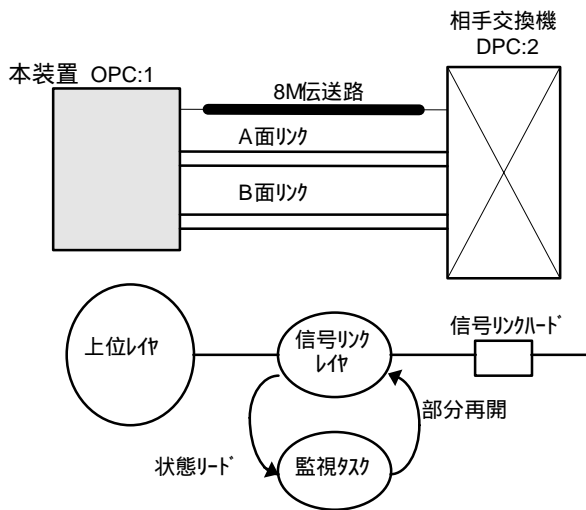 相手交換機
DPC:2
本装置 OPC:1
8M伝送路
A面ﾘﾝｸ
B面ﾘﾝｸ
上位ﾚｲﾔ
信号ﾘﾝｸ
ﾚｲﾔ
信号ﾘﾝｸﾊｰﾄﾞ
部分再開
状態ﾘｰﾄﾞ
監視ﾀｽｸ